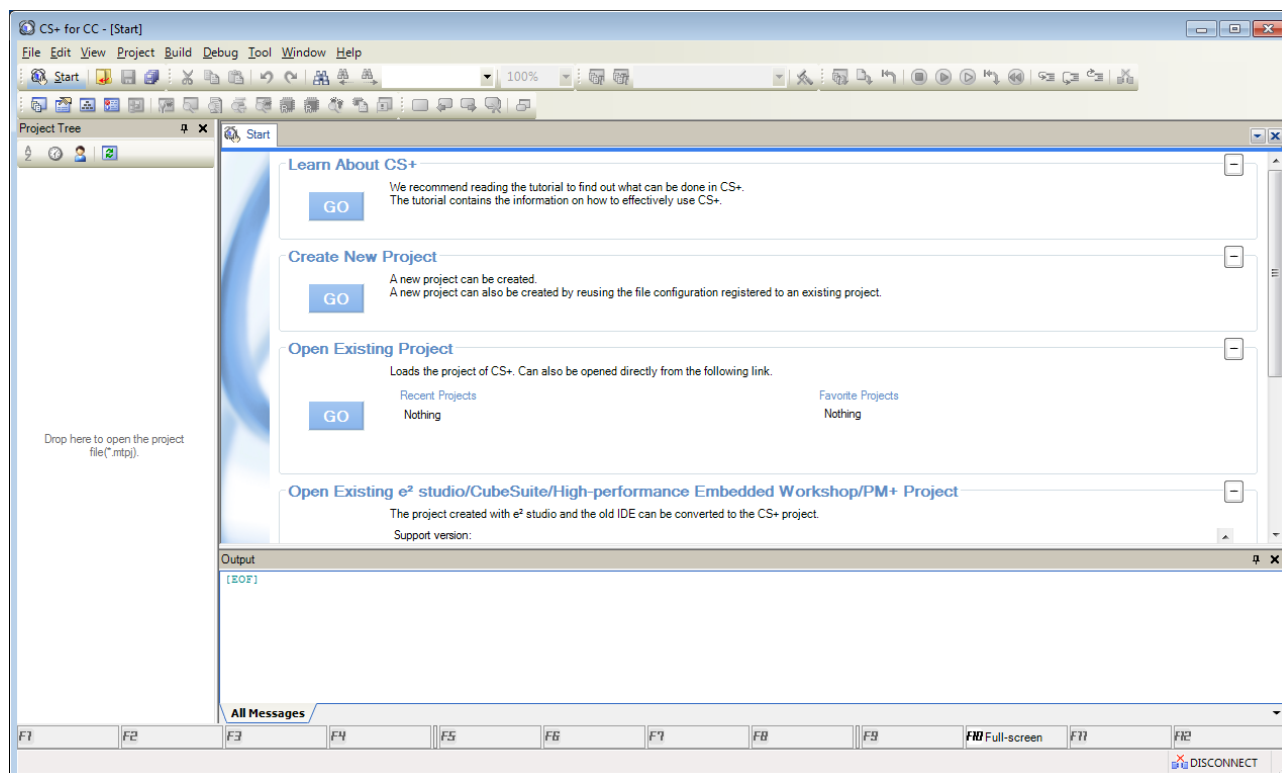 CS+ for CC - [Start]
File Edit View Project Build Debug Tool Window Help
Start 100%
Project Tree
Start
Learn About CS+
GO
We recommend reading the tutorial to find out what can be done in CS+.
The tutorial contains the information on how to effectively use CS+.
Create New Project
GO
A new project can be created.
A new project can also be created by reusing the file configuration registered to an existing project.
Open Existing Project
Loads the project of CS+. Can also be opened directly from the following link.
Recent Projects Favorite Projects
GO
Nothing Nothing
Drop here to open the project
file(*.mtpj).
Open Existing e² studio/CubeSuite/High-performance Embedded Workshop/PM+ Project
The project created with e² studio and the old IDE can be converted to the CS+ project.
Support version:
Output
[EOF]
All Messages
F1 F2 F3 F4 F5 F6 F7 F8 F9 F10 Full-screen F11 F12
DISCONNECT